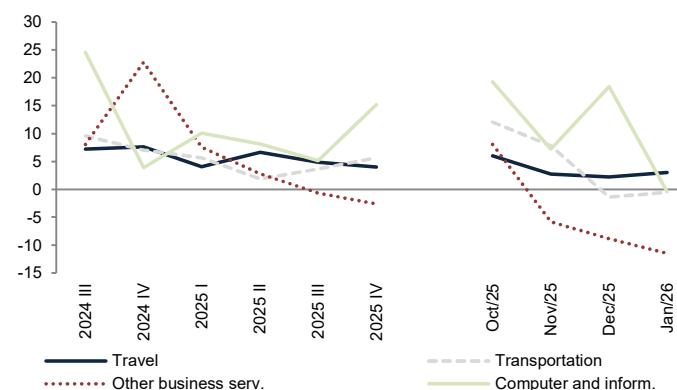 30
25
20
15
10
5
0
-5
-10
-15
2024 III
2024 IV
2025 I
2025 II
2025 III
2025 IV
Oct/25
Nov/25
Dec/25
Jan/26
Travel
Transportation
Other business serv.
Computer and inform.